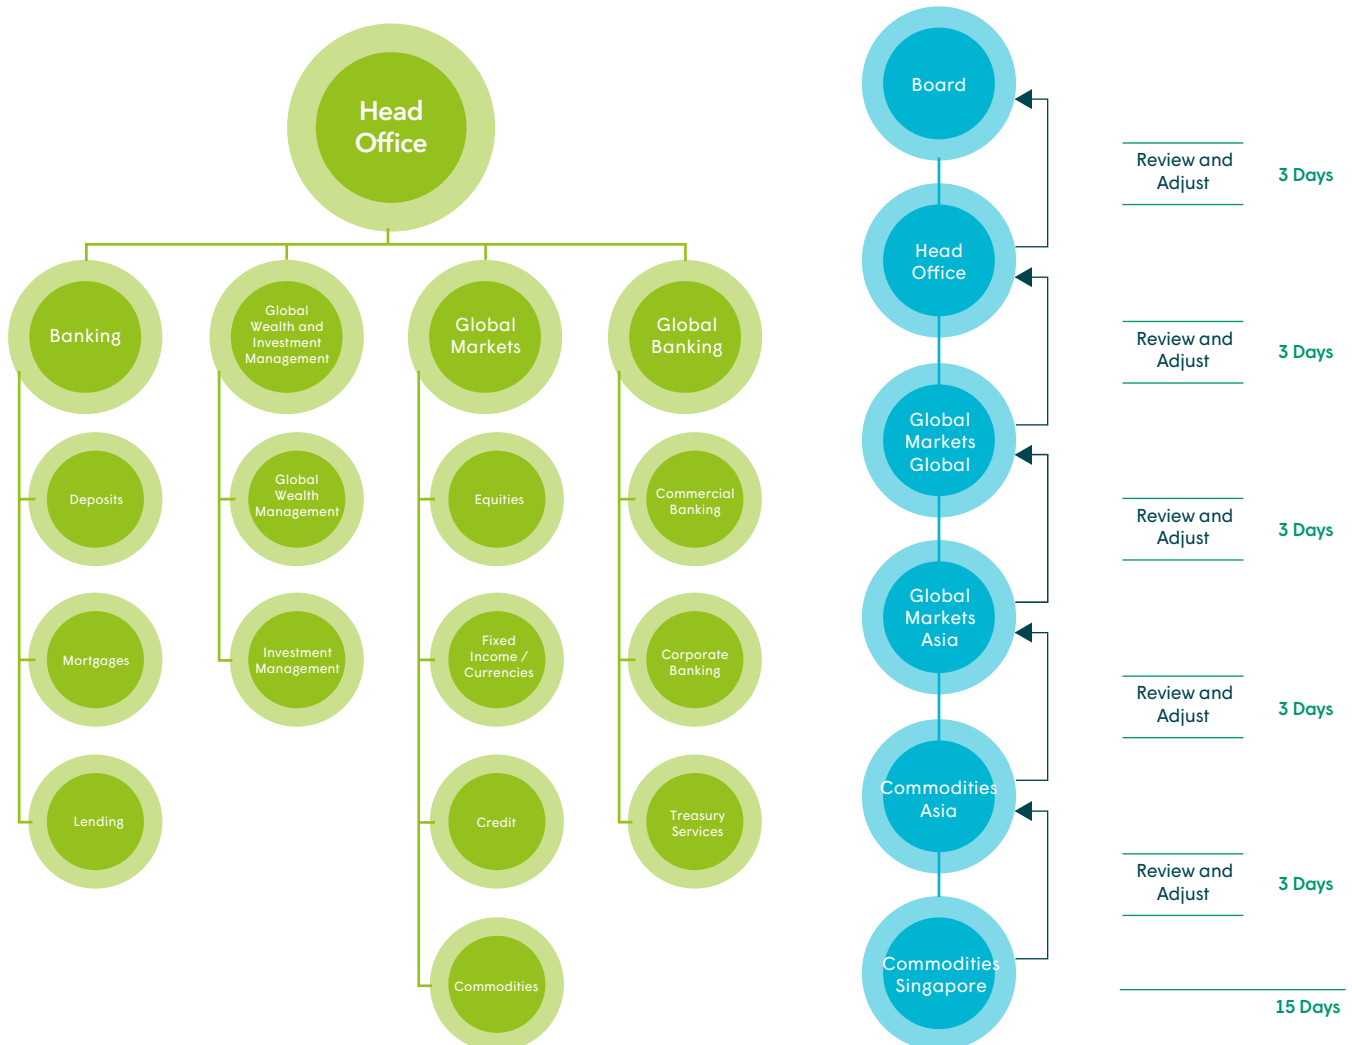 Head
Office
Banking
Global
Wealth and
Investment
Management
Global
Markets
Global
Banking
Deposits
Global
Wealth
Management
Equities
Commercial
Banking
Mortgages
Investment
Management
Fixed
Income /
Currencies
Corporate
Banking
Lending
Credit
Treasury
Services
Commodities
Board
Review and
Adjust
3 Days
Head
Office
Review and
Adjust
3 Days
Global
Markets
Global
Review and
Adjust
3 Days
Global
Markets
Asia
Review and
Adjust
3 Days
Commodities
Asia
Review and
Adjust
3 Days
Commodities
Singapore
15 Days